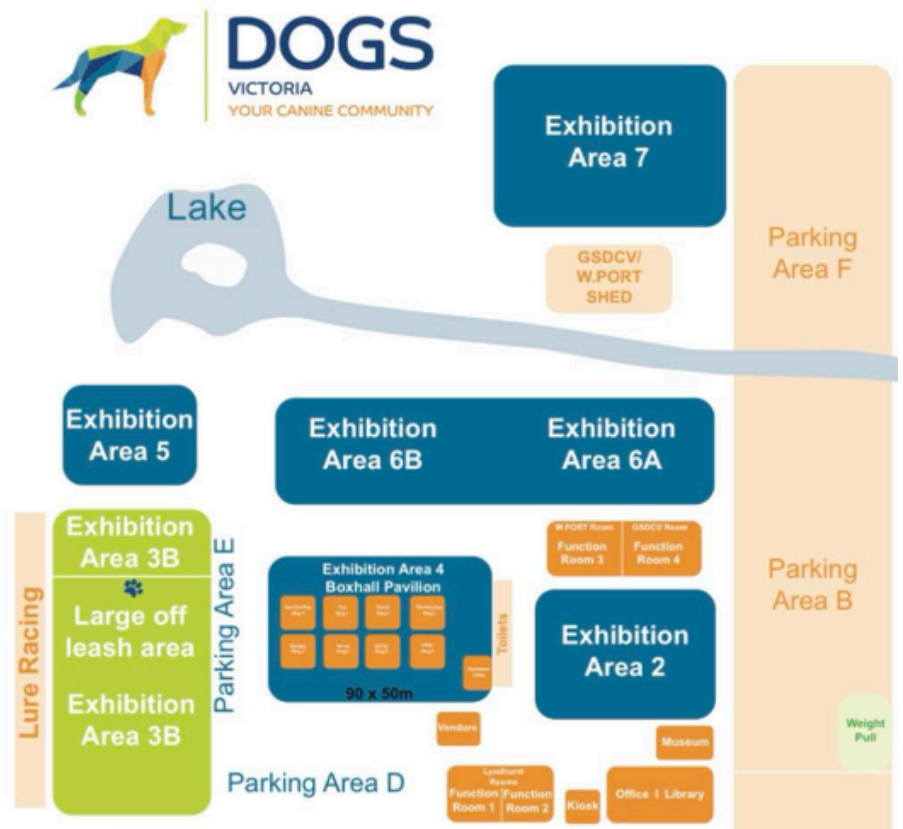 DOGS
VICTORIA
YOUR CANINE COMMUNITY
Exhibition
Area 7
Lake
Parking
Area F
GSDCV/
W.PORT
SHED
Exhibition
Area 5
Exhibition
Area 6B
Exhibition
Area 6A
Exhibition
Area 3B
Large off
leash area
Exhibition
Area 3B
Lure Racing
Parking Area E
Exhibition Area 4
Boxhall Pavilion
90 x 50m
Toilets
W.PORT Room
Function
Room 3
GSDCV Room
Function
Room 4
Parking
Area B
Exhibition
Area 2
Weight
Pull
Vendors
Museum
Parking Area D
Lyndhurst
Rooms
Function
Room 1
Function
Room 2
Kiosk
Office I Library